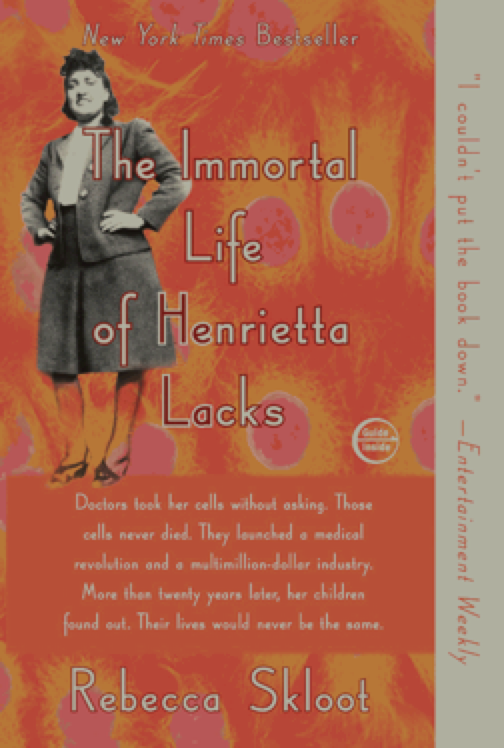 New York Times Bestseller
The Immortal
Life
of Henrietta
Lacks
Guide
Inside
Doctors took her cells without asking. Those
cells never died. They launched a medical
revolution and a multimillion-dollar industry.
More than twenty years later, her children
found out. Their lives would never be the same.
Rebecca Skloot
"I couldn't put the book down." —Entertainment Weekly